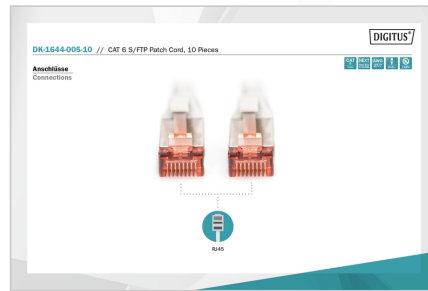 DIGITUS®
DK-1644-005-10 // CAT 6 S/FTP Patch Cord, 10 Pieces
Anschlüsse
Connections
RJ45